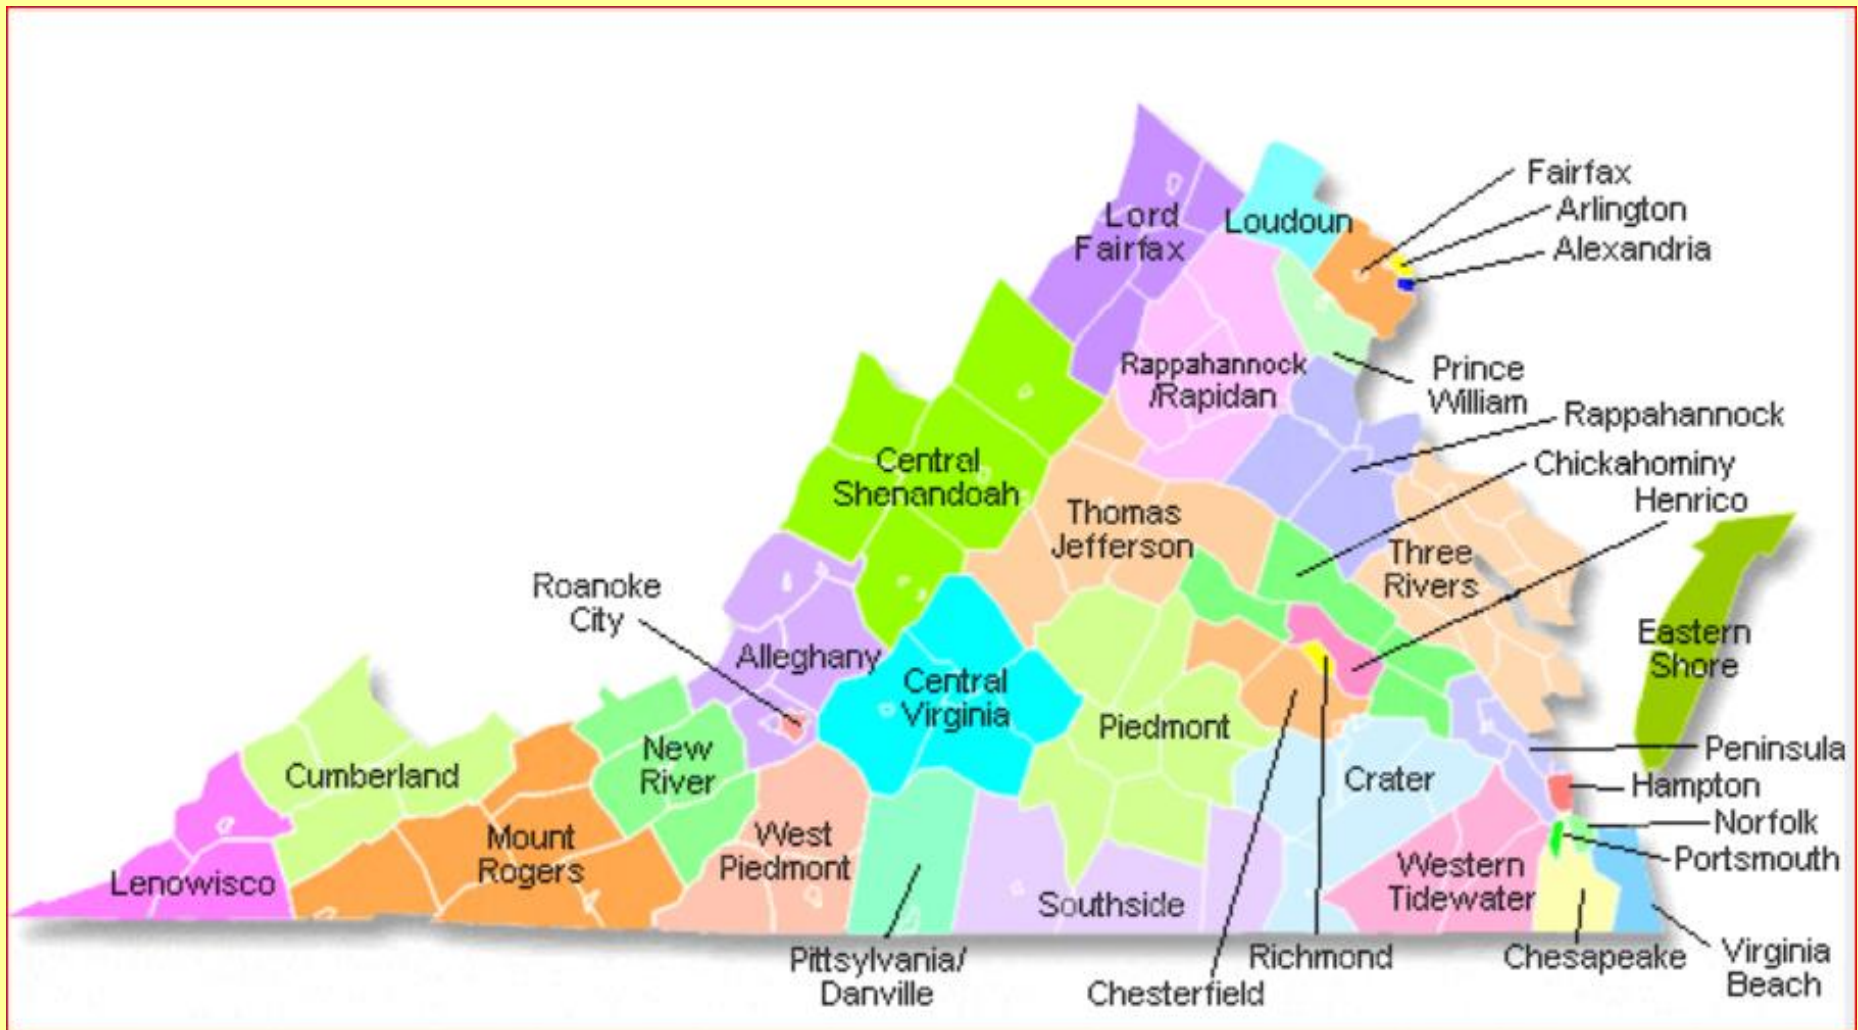 Fairfax
Arlington
Alexandria
Lord
Fairfax
Loudoun
Rappahannock
/Rapidan
Prince
William
Rappahannock
Chickahominy
Henrico
Central
Shenandoah
Thomas
Jefferson
Three
Rivers
Roanoke
City
Alleghany
Eastern
Shore
Central
Virginia
Piedmont
New
River
Cumberland
Crater
Peninsula
Hampton
Norfolk
Portsmouth
Mount
Rogers
West
Piedmont
Lenowisco
Southside
Western
Tidewater
Pittsylvania/
Danville
Chesterfield
Richmond
Chesapeake
Virginia
Beach